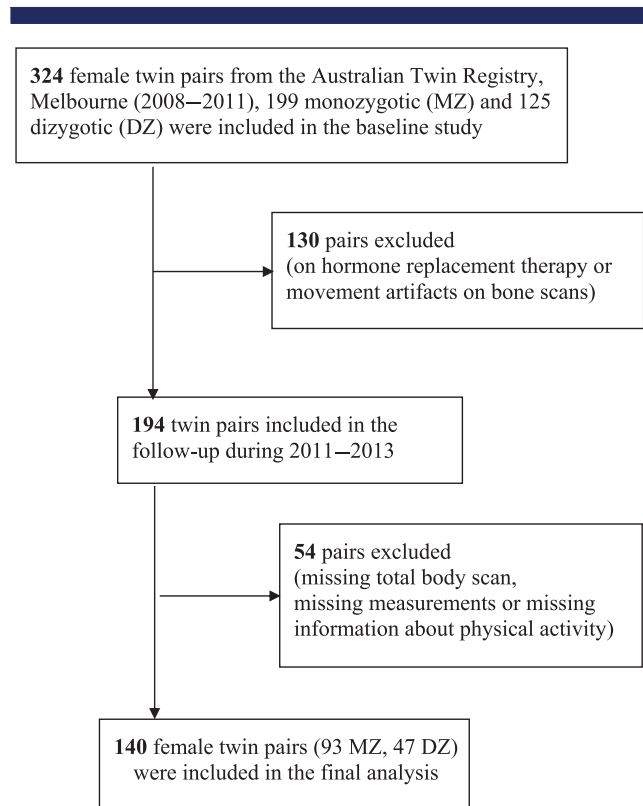 324 female twin pairs from the Australian Twin Registry,
Melbourne (2008–2011), 199 monozygotic (MZ) and 125
dizygotic (DZ) were included in the baseline study
130 pairs excluded
(on hormone replacement therapy or
movement artifacts on bone scans)
194 twin pairs included in the
follow-up during 2011–2013
54 pairs excluded
(missing total body scan,
missing measurements or missing
information about physical activity)
140 female twin pairs (93 MZ, 47 DZ)
were included in the final analysis